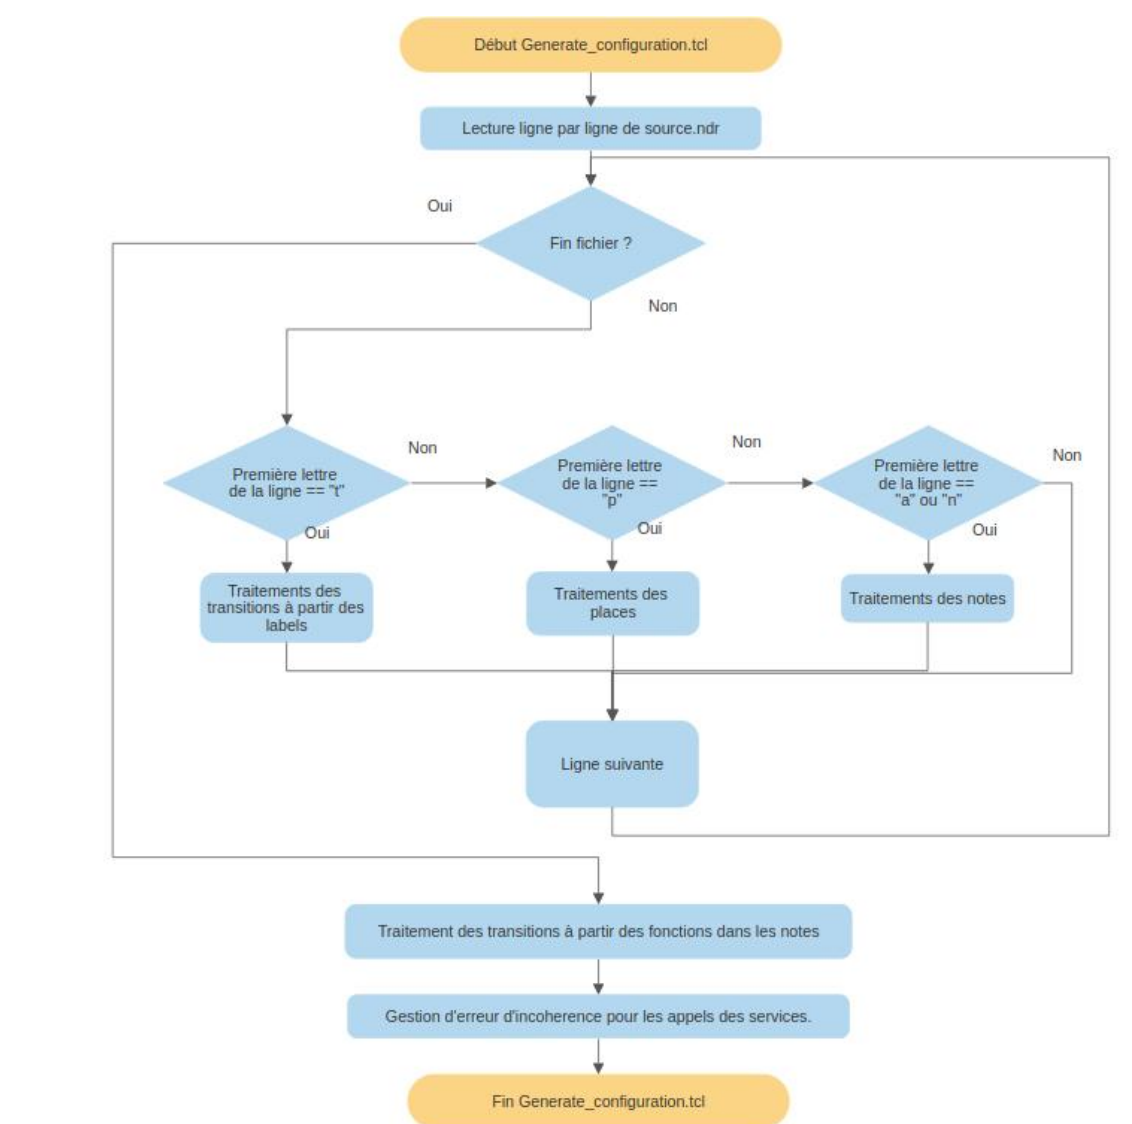 Début Generate_configuration.tcl
Lecture ligne par ligne de source.ndr
Oui
Fin fichier ?
Non
Première lettre
de la ligne == "t"
Non
Première lettre
de la ligne ==
"p"
Non
Première lettre
de la ligne ==
"a" ou "n"
Non
Oui
Oui
Oui
Traitements des
transitions à partir des
labels
Traitements des
places
Traitements des notes
Ligne suivante
Traitement des transitions à partir des fonctions dans les notes
Gestion d'erreur d'incoherence pour les appels des services.
Fin Generate_configuration.tcl